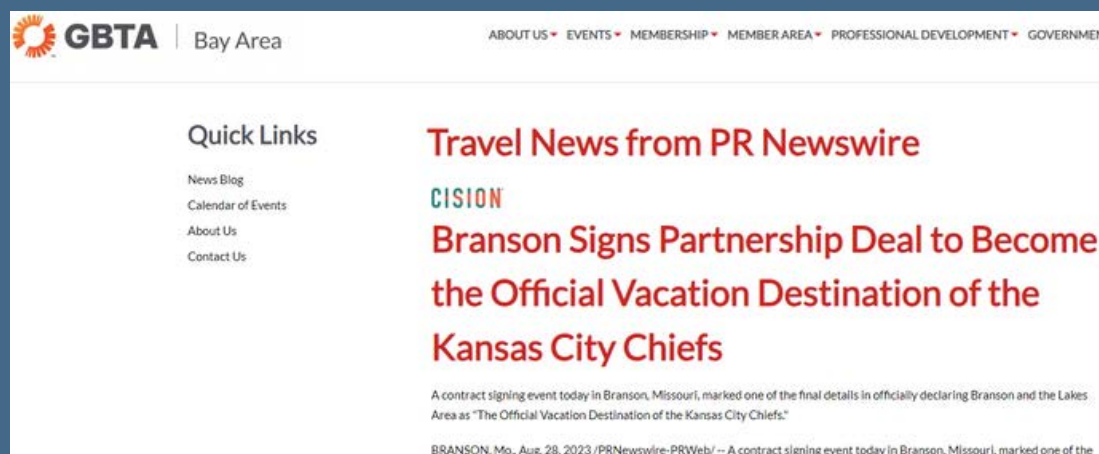 GBTA | Bay Area
ABOUT US EVENTS MEMBERSHIP MEMBER AREA PROFESSIONAL DEVELOPMENT
Quick Links
News Blog
Calendar of Events
About Us
Contact Us
Travel News from PR Newswire
CISION
Branson Signs Partnership Deal to Become
the Official Vacation Destination of the
Kansas City Chiefs
A contract signing event today in Branson, Missouri, marked one of the final details in officially declaring Branson and the Lakes
Area as "The Official Vacation Destination of the Kansas City Chiefs."
BRANSON, Mo., Aug. 28, 2023 /PRNewswire-PRWeb/ -- A contract signing event today in Branson, Missouri, marked one of the